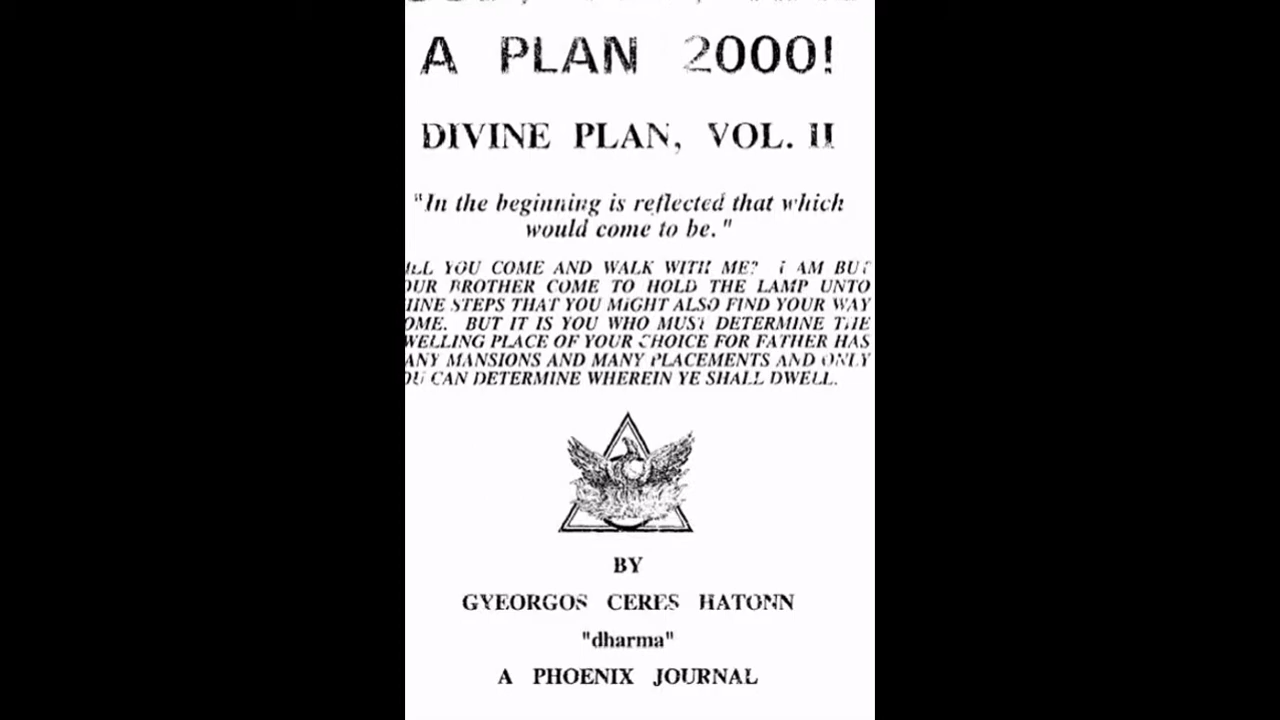 A PLAN 2000!
DIVINE PLAN, VOL. II
"In the beginning is reflected that which
would come to be."
YOU COME AND WALK WITH ME? I AM BUT
BROTHER COME TO HOLD THE LAMP UNTO
STEPS THAT YOU MIGHT ALSO FIND YOUR WAY
OME. BUT IT IS YOU WHO MUST DETERMINE THE
WELLING PLACE OF YOUR CHOICE FOR FATHER HAS
ANY MANSIONS AND MANY PLACEMENTS AND ONLY
OU CAN DETERMINE WHEREIN YE SHALL DWELL.
BY
GYEORGOS CERES HATONN
"dharma"
A PHOENIX JOURNAL